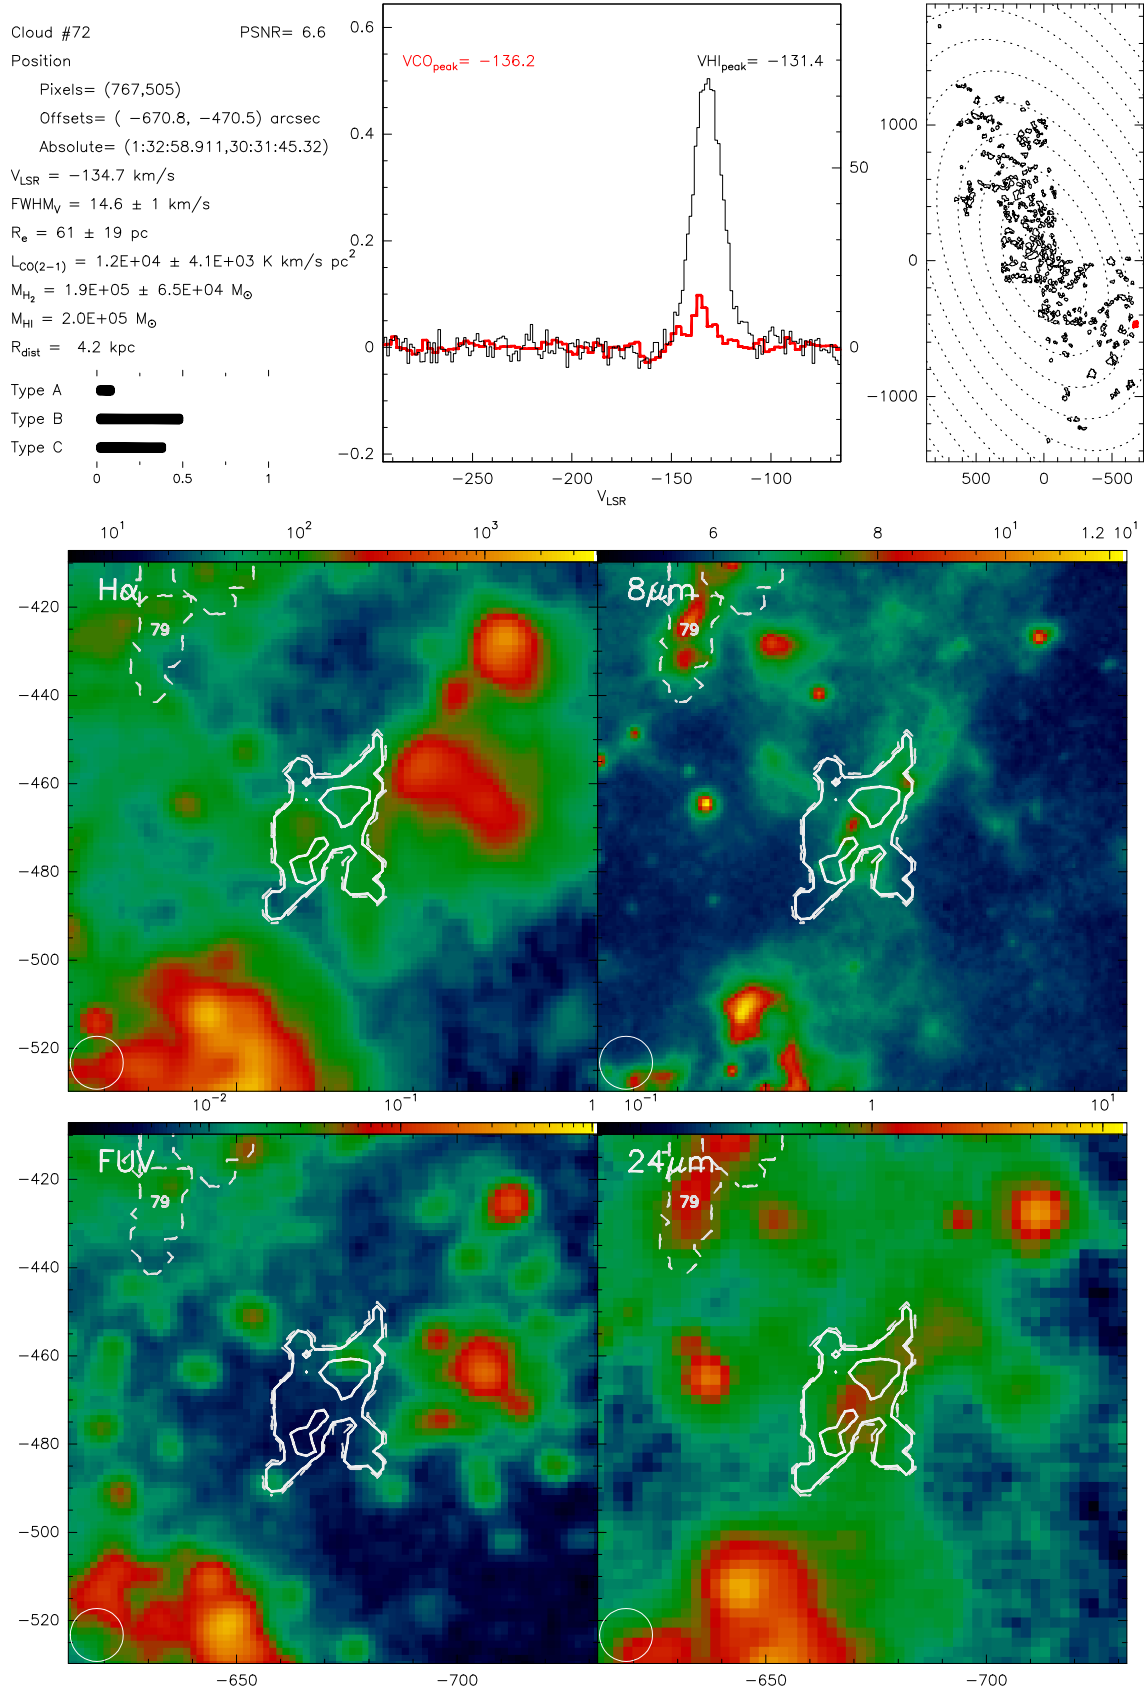 Cloud #72 PSNR= 6.6
Position
Pixels= (767,505)
Offsets= ( −670.8, −470.5) arcsec
Absolute= (1:32:58.911,30:31:45.32)
V_LSR = −134.7 km/s
FWHM_V = 14.6 ± 1 km/s
R_e = 61 ± 19 pc
L_CO(2−1) = 1.2E+04 ± 4.1E+03 K km/s pc²
M_H₂ = 1.9E+05 ± 6.5E+04 M⊙
M_HI = 2.0E+05 M⊙
R_dist = 4.2 kpc
0 0.5 1
Type A
Type B
Type C
0 0.5 1
VCO_peak= −136.2 VHI_peak= −131.4
0.6
0.4
0.2
0
−0.2
50
0
−250 −200 −150 −100
V_LSR
1000
0
−1000
500 0 −500
10¹ 10² 10³
6 8 10¹ 1.2 10¹
Hα
79
8μm
79
−420
−440
−460
−480
−500
−520
10⁻² 10⁻¹ 1
10⁻¹ 1 10¹
FUV
79
24μm
79
−420
−440
−460
−480
−500
−520
−650 −700
−650 −700